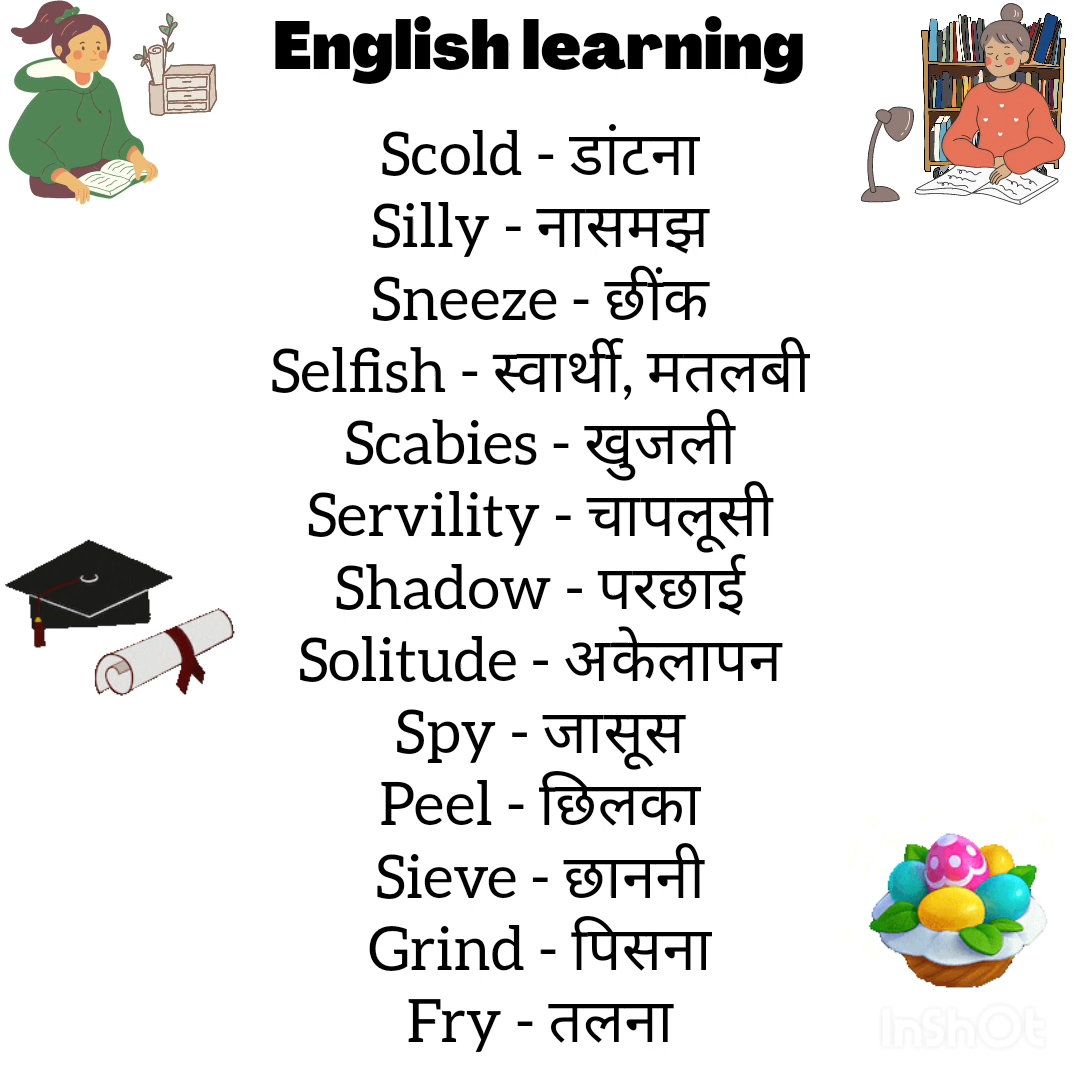 English learning
Scold - डांटना
Silly - नासमझ
Sneeze - छींक
Selfish - स्वार्थी, मतलबी
Scabies - खुजली
Servility - चापलूसी
Shadow - परछाई
Solitude - अकेलापन
Spy - जासूस
Peel - छिलका
Sieve - छाननी
Grind - पिसना
Fry - तलना
InShOt